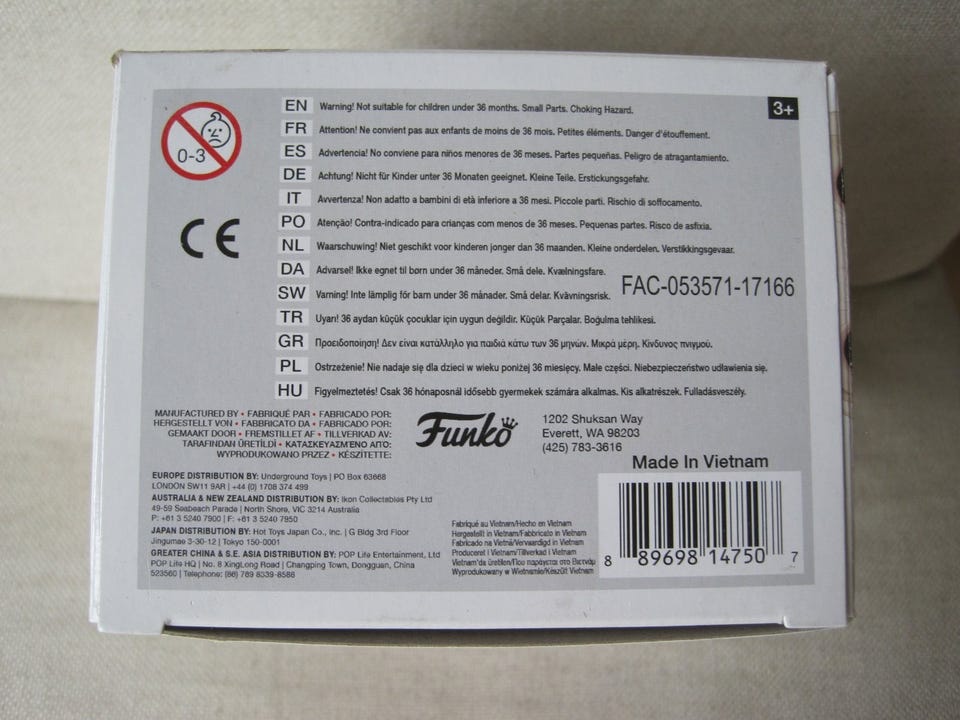 0-3
CE
3+
EN Warning! Not suitable for children under 36 months. Small Parts. Choking Hazard.
FR Attention! Ne convient pas aux enfants de moins de 36 mois. Petites éléments. Danger d'étouffement.
ES Advertencia! No conviene para niños menores de 36 meses. Partes pequeñas. Peligro de atragantamiento.
DE Achtung! Nicht für Kinder unter 36 Monaten geeignet. Kleine Teile. Erstickungsgefahr.
IT Avvertenza! Non adatto a bambini di età inferiore a 36 mesi. Piccole parti. Rischio di soffocamento.
PO Atenção! Contra-indicado para crianças com menos de 36 meses. Pequenas partes. Risco de asfixia.
NL Waarschuwing! Niet geschikt voor kinderen jonger dan 36 maanden. Kleine onderdelen. Verstikkingsgevaar.
DA Advarsel! Ikke egnet til børn under 36 måneder. Små dele. Kvælningsfare.
SW Varning! Inte lämplig för barn under 36 månader. Små delar. Kvävningsrisk.
FAC-053571-17166
TR Uyarı! 36 aydan küçük çocuklar için uygun değildir. Küçük Parçalar. Boğulma tehlikesi.
GR Προειδοποίηση! Δεν είναι κατάλληλο για παιδιά κάτω των 36 μηνών. Μικρά μέρη. Κίνδυνος πνιγμού.
PL Ostrzeżenie! Nie nadaje się dla dzieci w wieku poniżej 36 miesięcy. Małe części. Niebezpieczeństwo udławienia się.
HU Figyelmeztetés! Csak 36 hónaposnál idősebb gyermekek számára alkalmas. Kis alkatrészek. Fulladásveszély.
MANUFACTURED BY • FABRIQUÉ PAR • FABRICADO POR:
HERGESTELLT VON • FABBRICATO DA • FABRICADO POR:
GEMAAKT DOOR • FREMSTILLET AF • TILLVERKAD AV:
TARAFINDAN ÜRETİLDİ • ΚΑΤΑΣΚΕΥΑΣΜΕΝΟ ΑΠΟ:
WYPRODUKOWANO PRZEZ • KÉSZÍTETTE:
Funko
1202 Shuksan Way
Everett, WA 98203
(425) 783-3616
Made In Vietnam
EUROPE DISTRIBUTION BY: Underground Toys | PO Box 63668
LONDON SW11 9AR | +44 (0) 1708 374 499
AUSTRALIA & NEW ZEALAND DISTRIBUTION BY: Ikon Collectables Pty Ltd
49-59 Seabeach Parade | North Shore, VIC 3214 Australia
P: +61 3 5240 7900 | F: +61 3 5240 7950
JAPAN DISTRIBUTION BY: Hot Toys Japan Co., Inc. | G Bldg 3rd Floor
Jingumae 3-30-12 | Tokyo 150-0001
GREATER CHINA & S.E. ASIA DISTRIBUTION BY: POP Life Entertainment, Ltd
POP Life HQ | No. 8 XingLong Road | Changping Town, Dongguan, China
523560 | Telephone: (86) 769 8339-8586
Fabriqué au Vietnam/Hecho en Vietnam
Hergestellt in Vietnam/Fabbricato in Vietnam
Fabricado na Vietnã/Vervaardigd in Vietnam
Produceret i Vietnam/Tillverkad i Vietnam
Vietnam'da üretilen/Που παράγεται στο Βιετνάμ
Wyprodukowany w Wietnamie/Készült Vietnam
8 89698 14750 7